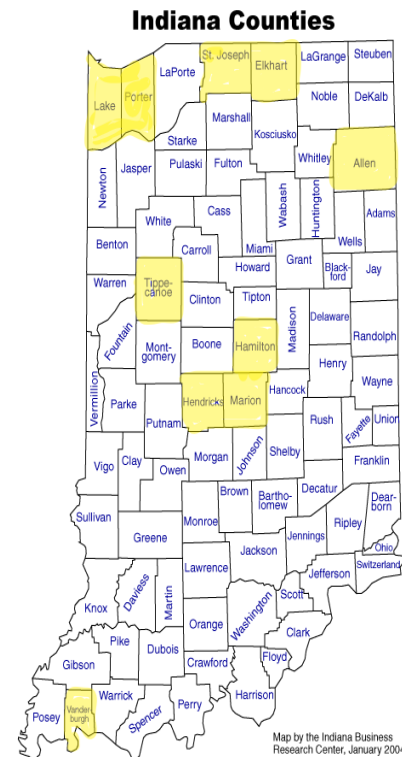 Indiana Counties
St. Joseph
Elkhart
LaGrange
Steuben
LaPorte
Porter
Lake
Noble
DeKalb
Marshall
Kosciusko
Starke
Whitley
Allen
Newton
Jasper
Pulaski
Fulton
Wabash
Huntington
White
Cass
Adams
Wells
Benton
Carroll
Miami
Howard
Grant
Black-
ford
Jay
Warren
Tippe-
canoe
Clinton
Tipton
Fountain
Mont-
gomery
Boone
Hamilton
Madison
Delaware
Randolph
Henry
Wayne
Vermillion
Parke
Putnam
Hendricks
Marion
Hancock
Rush
Fayette
Union
Vigo
Clay
Owen
Morgan
Johnson
Shelby
Franklin
Decatur
Sullivan
Greene
Monroe
Brown
Bartho-
lomew
Dear-
born
Ripley
Jennings
Ohio
Switzerland
Jefferson
Jackson
Lawrence
Scott
Knox
Daviess
Martin
Orange
Washington
Clark
Floyd
Gibson
Pike
Dubois
Crawford
Harrison
Posey
Vander
burgh
Warrick
Spencer
Perry
Map by the Indiana Business
Research Center, January 2004